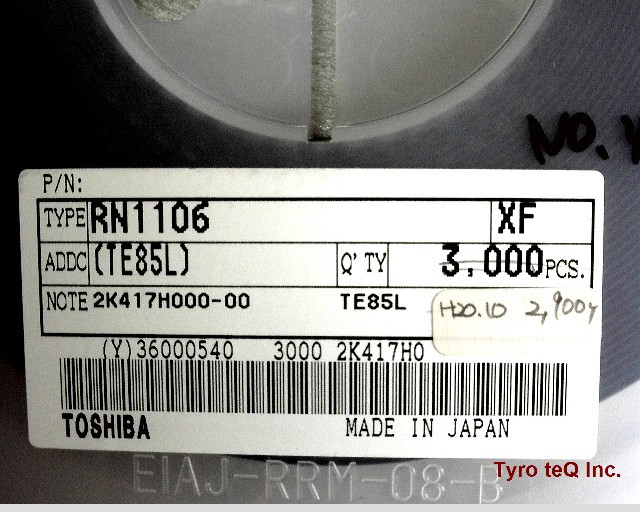 NO.
P/N:
TYPE RN1106 XF
ADDC (TE85L) Q'TY 3,000 PCS.
NOTE 2K417H000-00 TE85L
H20.10 2,900
(Y)36000540 3000 2K417H0
TOSHIBA MADE IN JAPAN
EIAJ-RRM-08-B
Tyro teQ Inc.